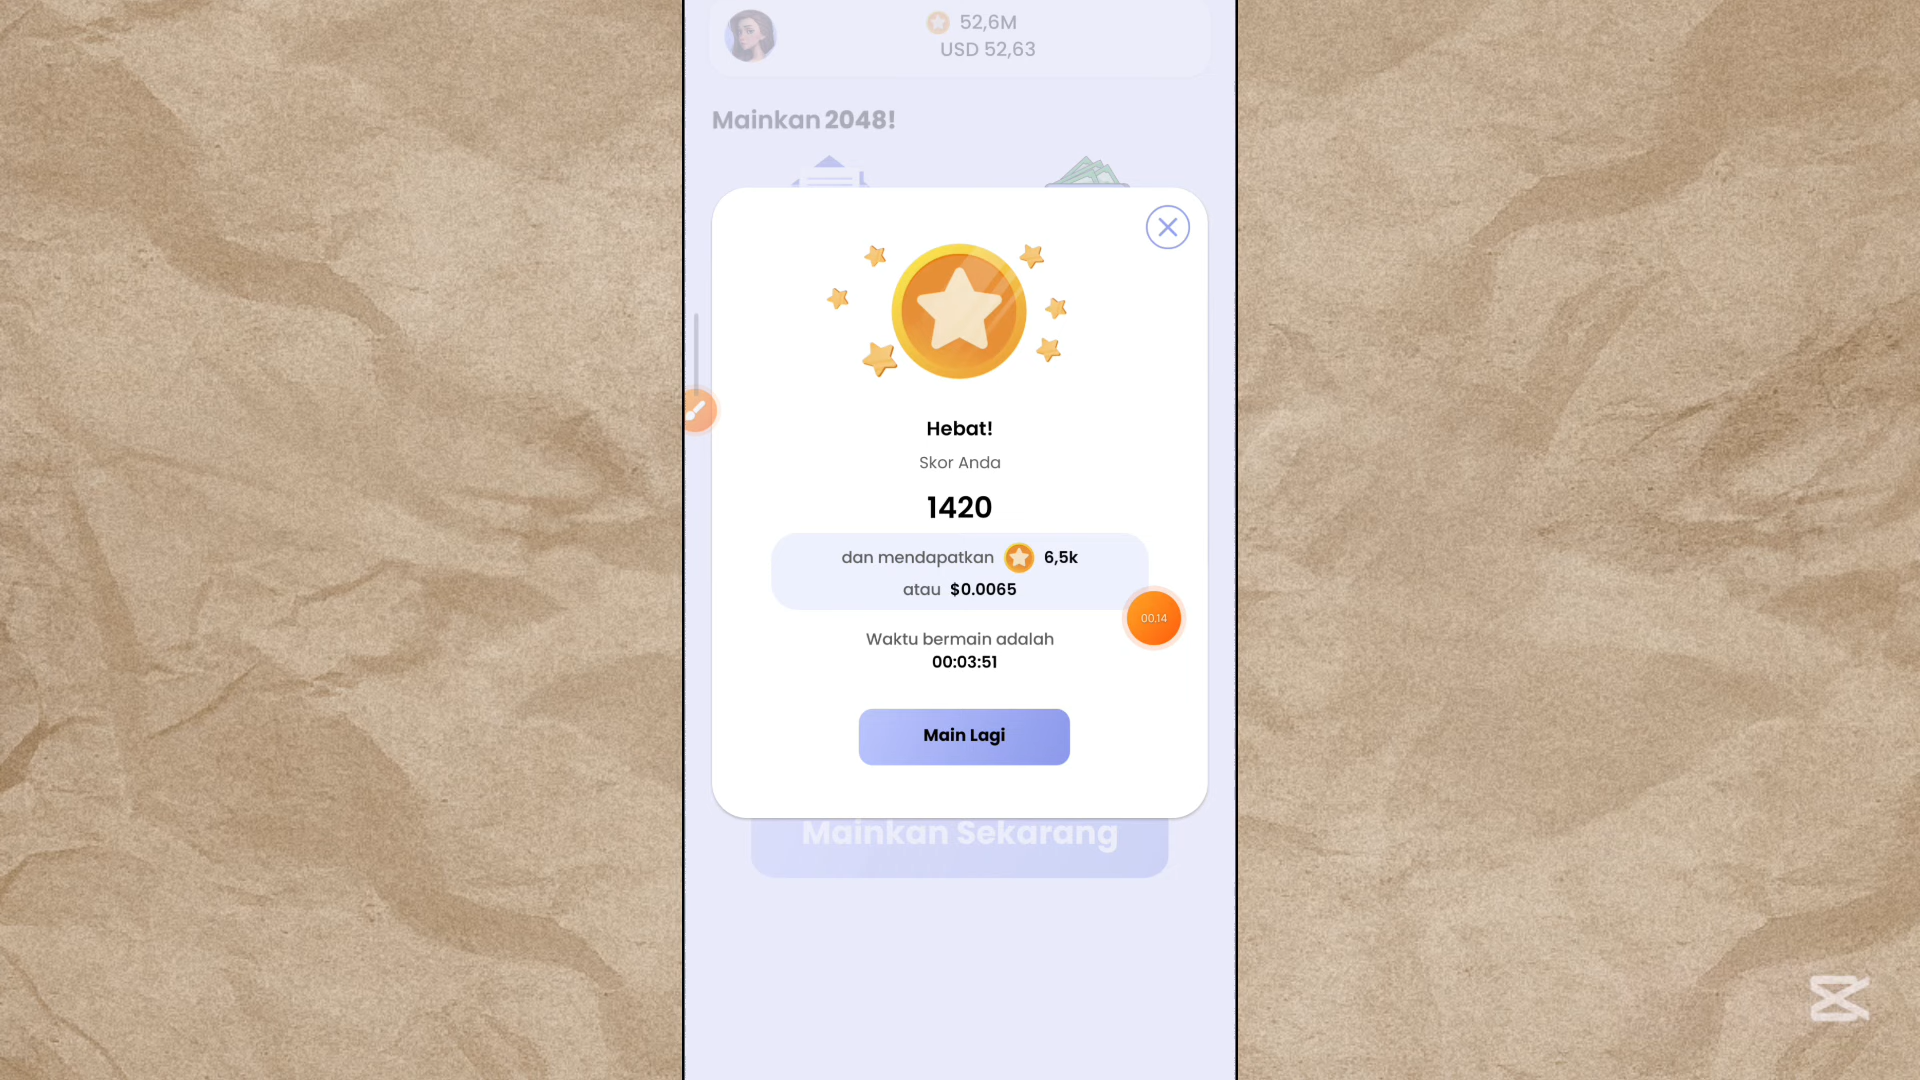 52,6M
USD 52,63
Mainkan 2048!
Hebat!
Skor Anda
1420
dan mendapatkan 6,5k
atau $0.0065
00,14
Waktu bermain adalah
00:03:51
Main Lagi
Mainkan Sekarang